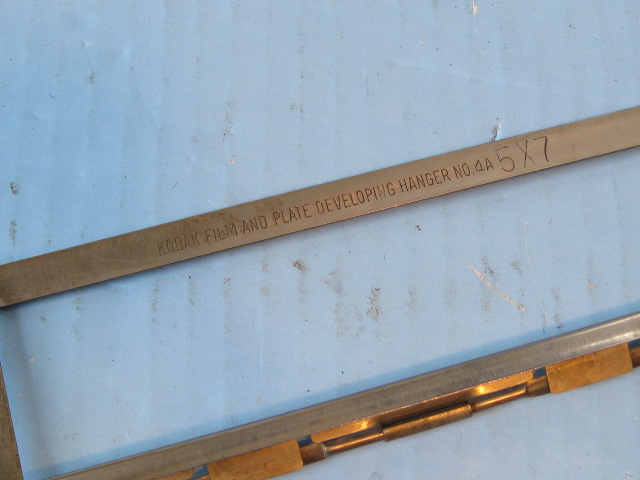 KODAK FILM AND PLATE DEVELOPING HANGER NO.4A 5X7